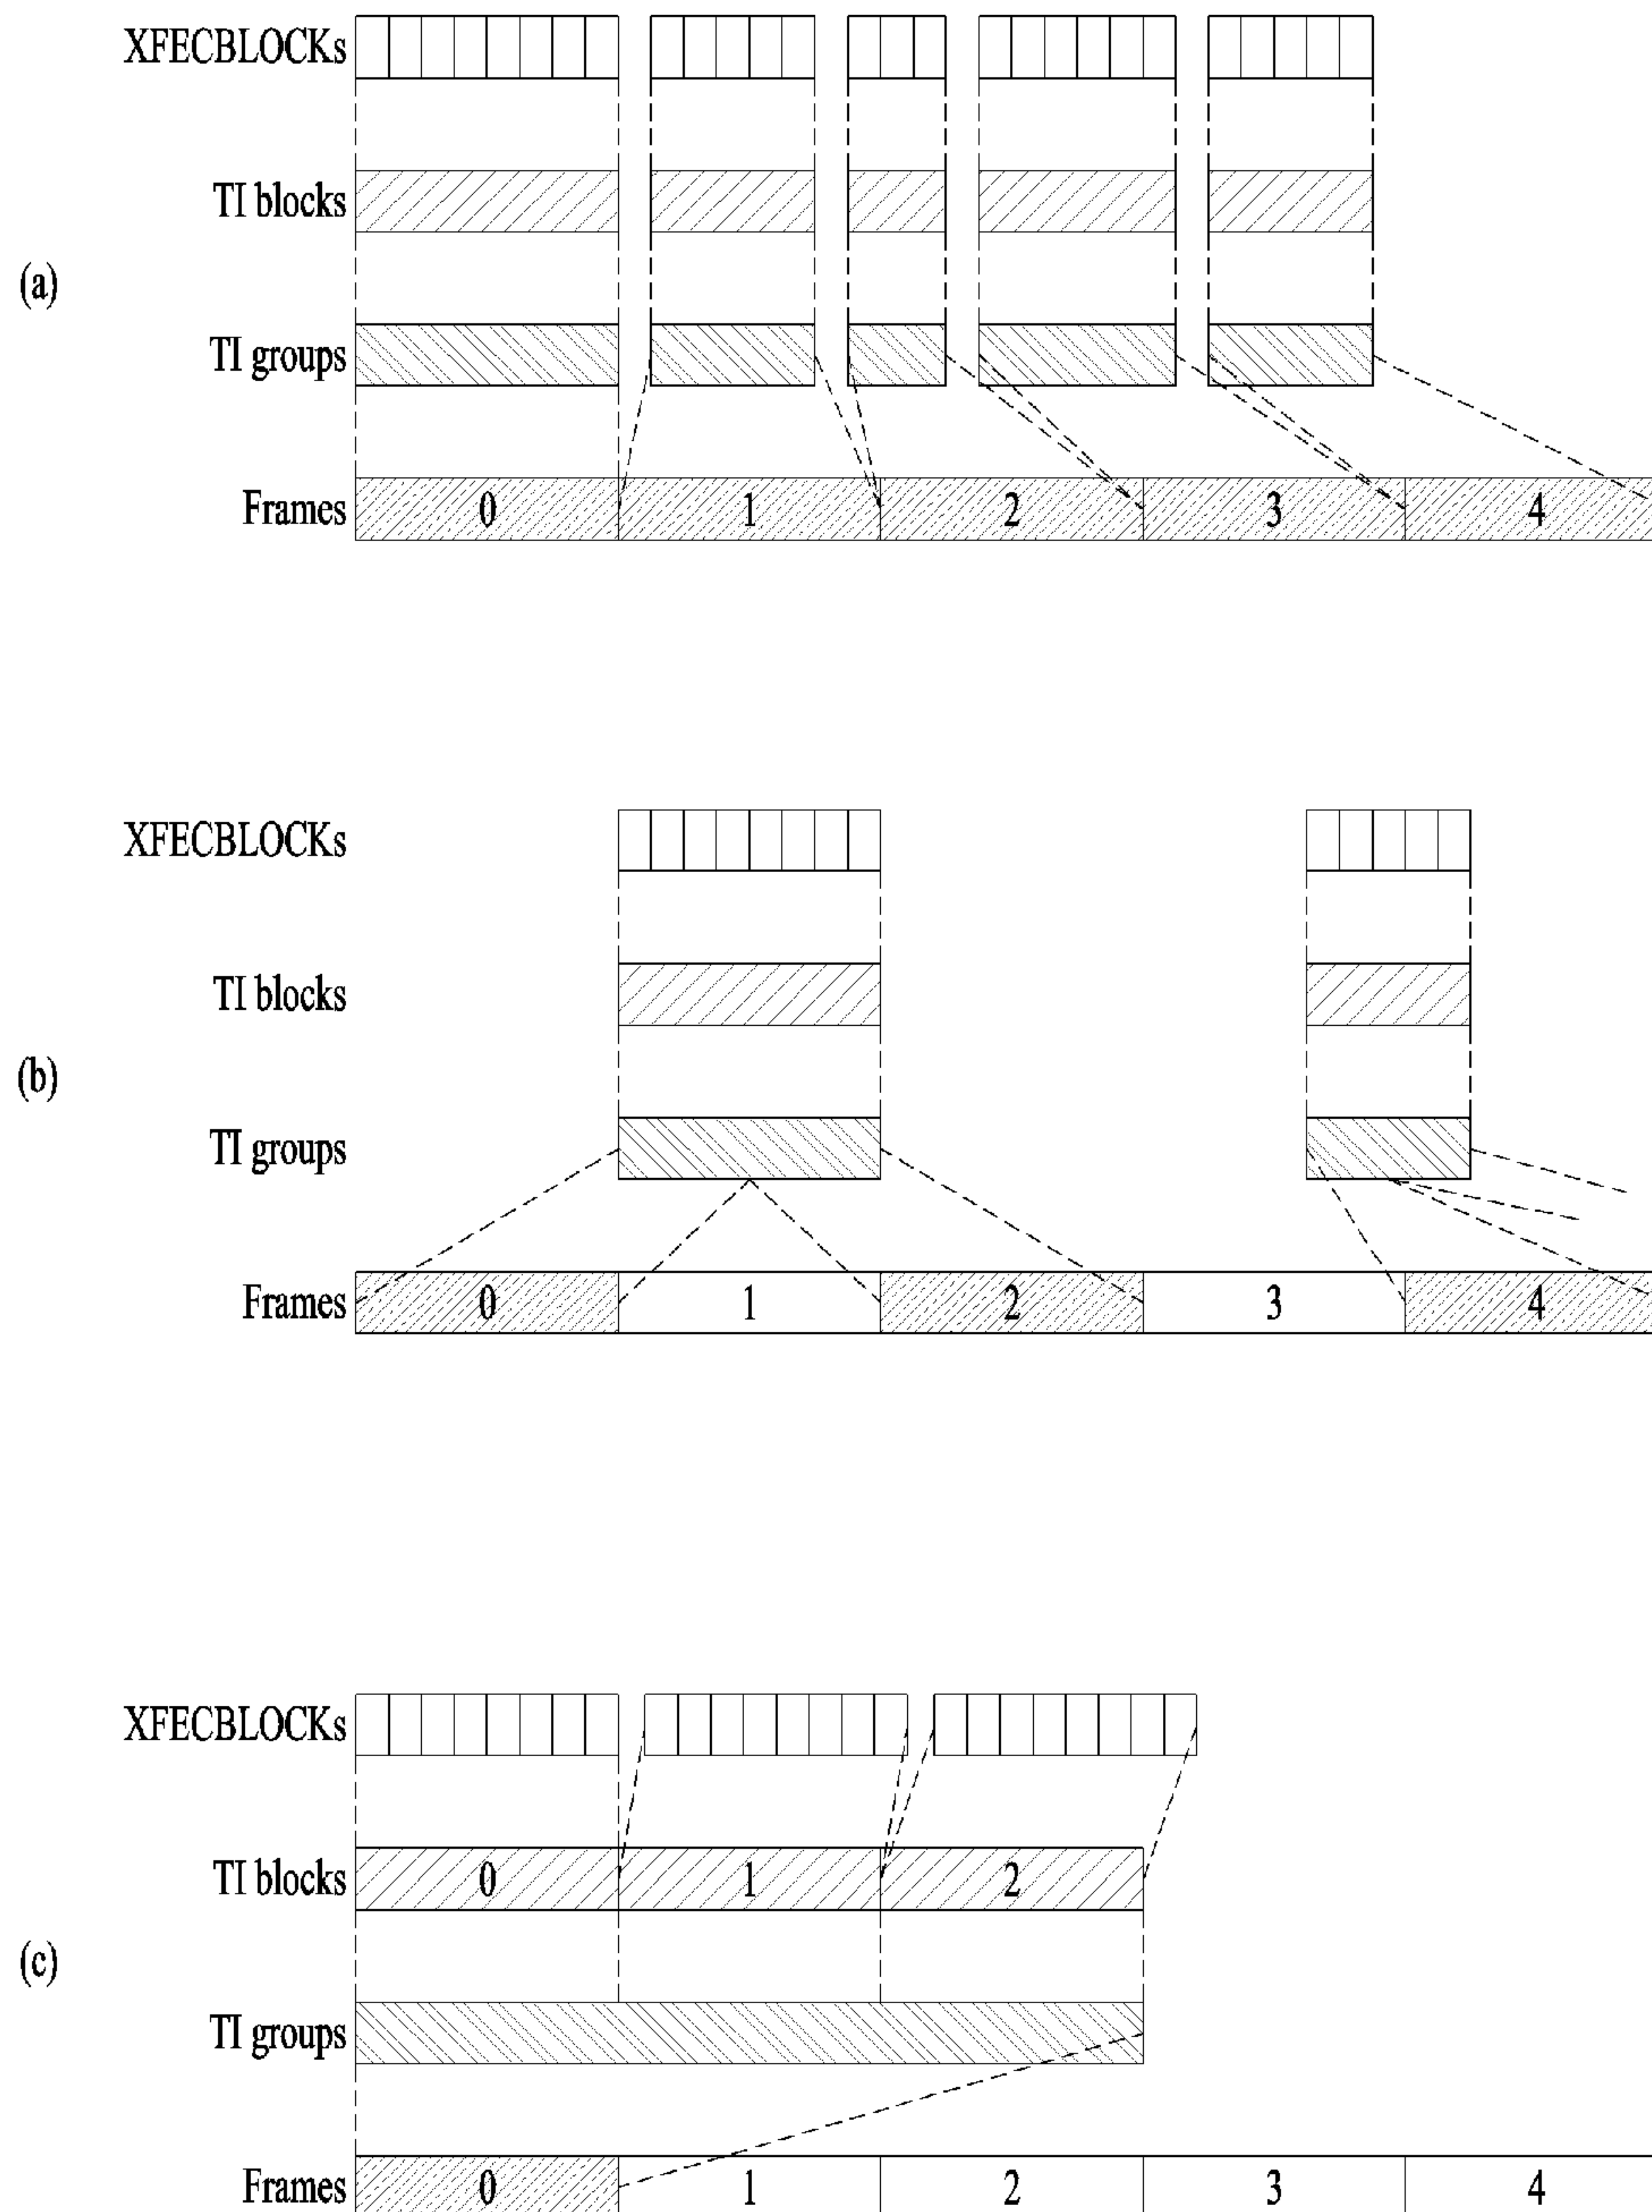 (a)
XFECBLOCKs
TI blocks
TI groups
Frames 0 1 2 3 4
(b)
XFECBLOCKs
TI blocks
TI groups
Frames 0 1 2 3 4
(c)
XFECBLOCKs
TI blocks 0 1 2
TI groups
Frames 0 1 2 3 4